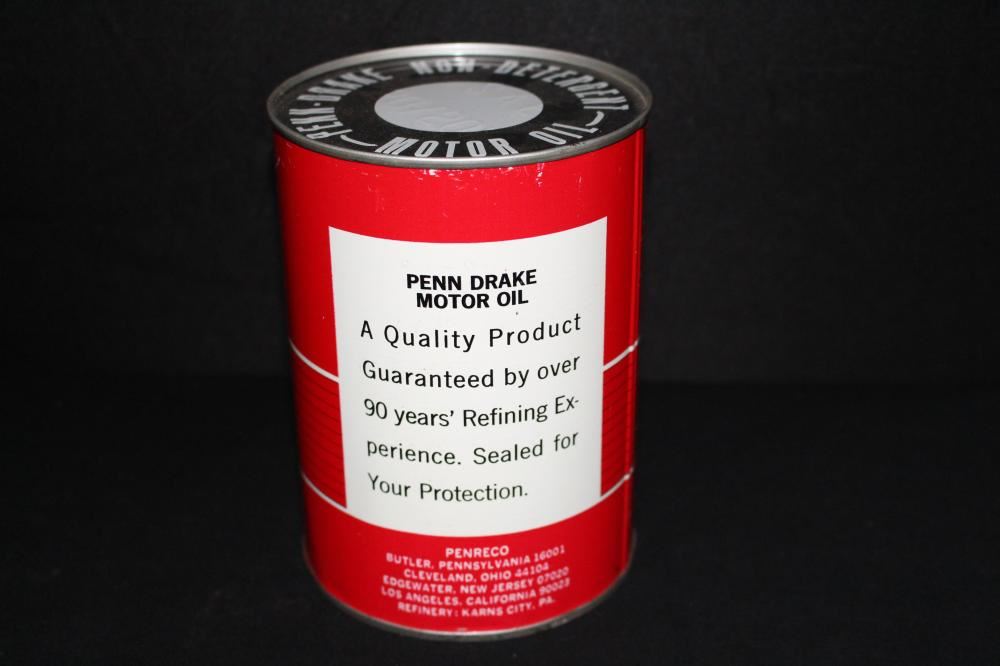 PENN-DRAKE NON-DETERGENT
MOTOR OIL
PENN DRAKE
MOTOR OIL
A Quality Product
Guaranteed by over
90 years' Refining Ex-
perience. Sealed for
Your Protection.
PENRECO
BUTLER, PENNSYLVANIA 16001
CLEVELAND, OHIO 44104
EDGEWATER, NEW JERSEY 07020
LOS ANGELES, CALIFORNIA 90023
REFINERY: KARNS CITY, PA.